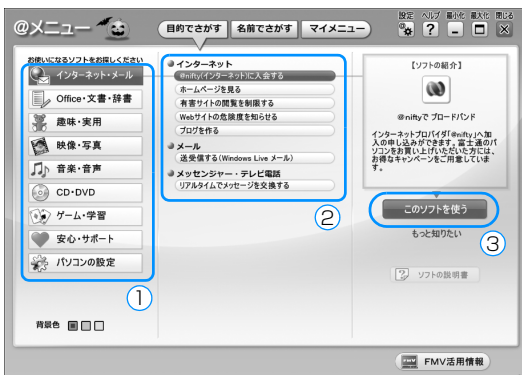 @メニュー
目的でさがす 名前でさがす マイメニュー
設定 ヘルプ 最小化 最大化 閉じる
お使いになるソフトをお探しください
インターネット・メール
Office・文書・辞書
趣味・実用
映像・写真
音楽・音声
CD・DVD
ゲーム・学習
安心・サポート
パソコンの設定
①
背景色
インターネット
@nifty(インターネット)に入会する
ホームページを見る
有害サイトの閲覧を制限する
Webサイトの危険度を知らせる
ブログを作る
メール
送受信する(Windows Live メール)
メッセンジャー・テレビ電話
リアルタイムでメッセージを交換する
②
【ソフトの紹介】
@niftyで ブロードバンド
インターネットプロバイダ「@nifty」へ加
入の申し込みができます。富士通のパ
ソコンをお買い上げいただいた方には、
お得なキャンペーンをご用意していま
す。
このソフトを使う
もっと知りたい
③
ソフトの説明書
FMV FMV活用情報